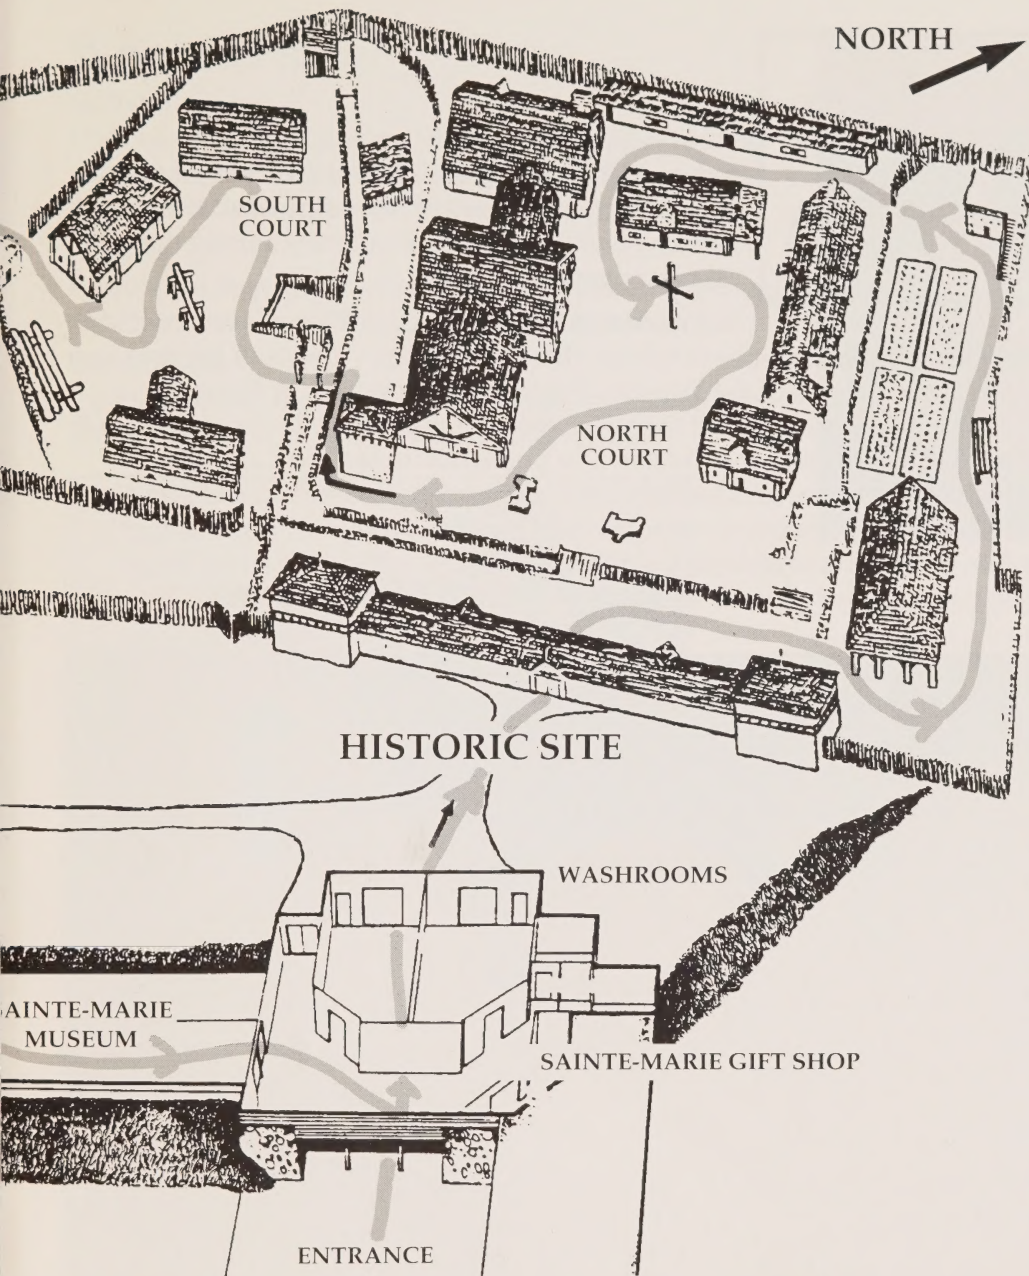 NORTH
SOUTH
COURT
NORTH
COURT
HISTORIC SITE
WASHROOMS
AINTE-MARIE
MUSEUM
SAINTE-MARIE GIFT SHOP
ENTRANCE